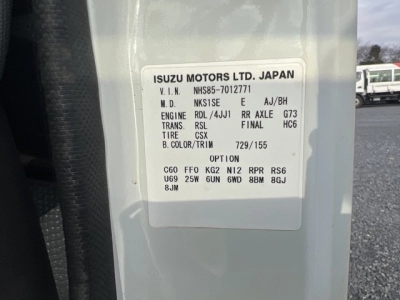 ISUZU MOTORS LTD. JAPAN
V.I.N. NHS85-7012771
M.D. NKS1SE E AJ/BH
ENGINE RDL/4JJ1 RR AXLE G73
TRANS. RSL FINAL HC6
TIRE CSX
B.COLOR/TRIM 729/155
OPTION
C60 FF0 KG2 N12 RPR RS6
U69 25W 6UN 6WD 8BM 8GJ
8JM